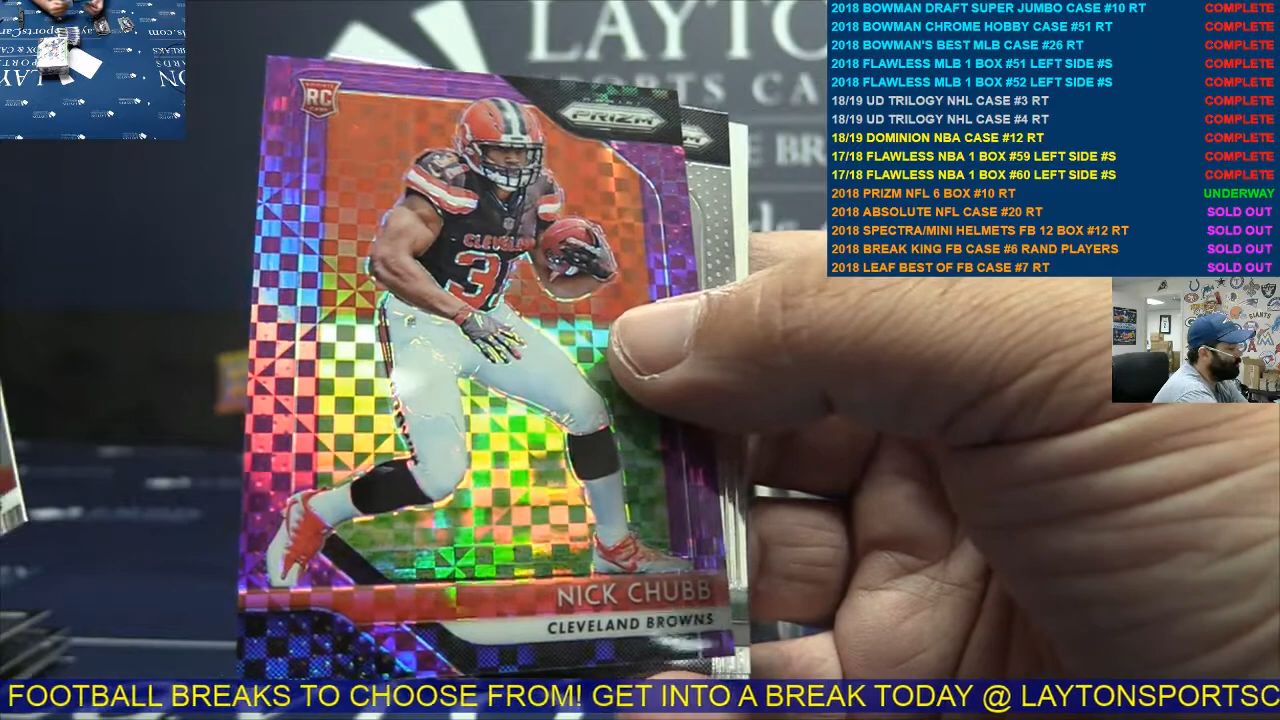 LAYTON
SPORTS CA
E BR
2018 BOWMAN DRAFT SUPER JUMBO CASE #10 RT COMPLETE
2018 BOWMAN CHROME HOBBY CASE #51 RT COMPLETE
2018 BOWMAN'S BEST MLB CASE #26 RT COMPLETE
2018 FLAWLESS MLB 1 BOX #51 LEFT SIDE #S COMPLETE
2018 FLAWLESS MLB 1 BOX #52 LEFT SIDE #S COMPLETE
18/19 UD TRILOGY NHL CASE #3 RT COMPLETE
18/19 UD TRILOGY NHL CASE #4 RT COMPLETE
18/19 DOMINION NBA CASE #12 RT COMPLETE
17/18 FLAWLESS NBA 1 BOX #59 LEFT SIDE #S COMPLETE
17/18 FLAWLESS NBA 1 BOX #60 LEFT SIDE #S COMPLETE
2018 PRIZM NFL 6 BOX #10 RT UNDERWAY
2018 ABSOLUTE NFL CASE #20 RT SOLD OUT
2018 SPECTRA/MINI HELMETS FB 12 BOX #12 RT SOLD OUT
2018 BREAK KING FB CASE #6 RAND PLAYERS SOLD OUT
2018 LEAF BEST OF FB CASE #7 RT SOLD OUT
RC
PRIZM
CLEVELAND
3
NICK CHUBB
CLEVELAND BROWNS
FOOTBALL BREAKS TO CHOOSE FROM! GET INTO A BREAK TODAY @ LAYTONSPORTSC